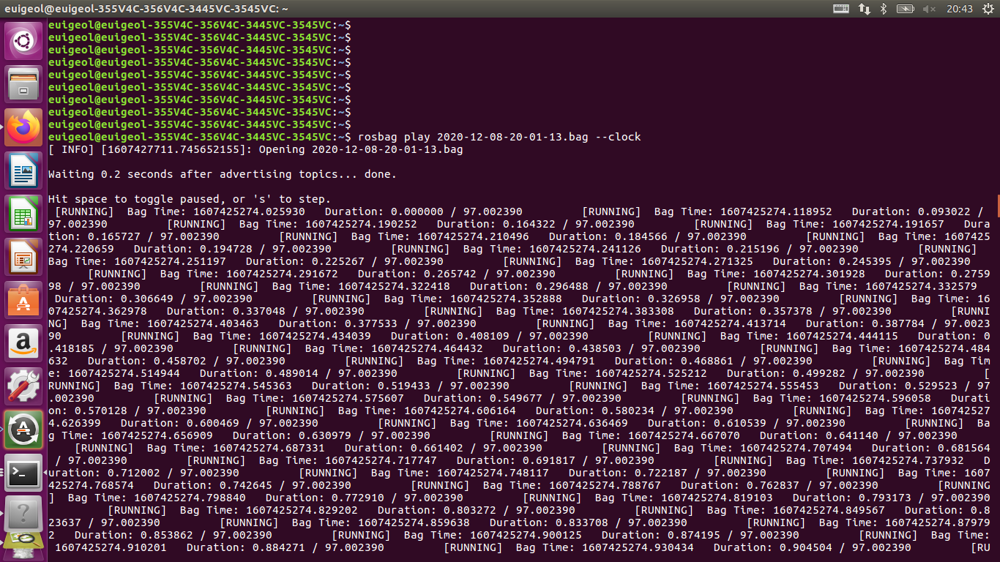 euigeol@euigeol-355V4C-356V4C-3445VC-3545VC: ~ 20:43
euigeol@euigeol-355V4C-356V4C-3445VC-3545VC:~$
euigeol@euigeol-355V4C-356V4C-3445VC-3545VC:~$
euigeol@euigeol-355V4C-356V4C-3445VC-3545VC:~$
euigeol@euigeol-355V4C-356V4C-3445VC-3545VC:~$
euigeol@euigeol-355V4C-356V4C-3445VC-3545VC:~$
euigeol@euigeol-355V4C-356V4C-3445VC-3545VC:~$
euigeol@euigeol-355V4C-356V4C-3445VC-3545VC:~$
euigeol@euigeol-355V4C-356V4C-3445VC-3545VC:~$
euigeol@euigeol-355V4C-356V4C-3445VC-3545VC:~$
euigeol@euigeol-355V4C-356V4C-3445VC-3545VC:~$ rosbag play 2020-12-08-20-01-13.bag --clock
[ INFO] [1607427711.745652155]: Opening 2020-12-08-20-01-13.bag
Waiting 0.2 seconds after advertising topics... done.
Hit space to toggle paused, or 's' to step.
[RUNNING] Bag Time: 1607425274.025930 Duration: 0.000000 / 97.002390 [RUNNING] Bag Time: 1607425274.118952 Duration: 0.093022 /
97.002390 [RUNNING] Bag Time: 1607425274.190252 Duration: 0.164322 / 97.002390 [RUNNING] Bag Time: 1607425274.191657 Dura
tion: 0.165727 / 97.002390 [RUNNING] Bag Time: 1607425274.210496 Duration: 0.184566 / 97.002390 [RUNNING] Bag Time: 1607425
274.220659 Duration: 0.194728 / 97.002390 [RUNNING] Bag Time: 1607425274.241126 Duration: 0.215196 / 97.002390 [RUNNING]
Bag Time: 1607425274.251197 Duration: 0.225267 / 97.002390 [RUNNING] Bag Time: 1607425274.271325 Duration: 0.245395 / 97.002390
[RUNNING] Bag Time: 1607425274.291672 Duration: 0.265742 / 97.002390 [RUNNING] Bag Time: 1607425274.301928 Duration: 0.2759
98 / 97.002390 [RUNNING] Bag Time: 1607425274.322418 Duration: 0.296488 / 97.002390 [RUNNING] Bag Time: 1607425274.332579
Duration: 0.306649 / 97.002390 [RUNNING] Bag Time: 1607425274.352888 Duration: 0.326958 / 97.002390 [RUNNING] Bag Time: 16
07425274.362978 Duration: 0.337048 / 97.002390 [RUNNING] Bag Time: 1607425274.383308 Duration: 0.357378 / 97.002390 [RUNNI
NG] Bag Time: 1607425274.403463 Duration: 0.377533 / 97.002390 [RUNNING] Bag Time: 1607425274.413714 Duration: 0.387784 / 97.0023
90 [RUNNING] Bag Time: 1607425274.434039 Duration: 0.408109 / 97.002390 [RUNNING] Bag Time: 1607425274.444115 Duration: 0
.418185 / 97.002390 [RUNNING] Bag Time: 1607425274.464432 Duration: 0.438503 / 97.002390 [RUNNING] Bag Time: 1607425274.484
632 Duration: 0.458702 / 97.002390 [RUNNING] Bag Time: 1607425274.494791 Duration: 0.468861 / 97.002390 [RUNNING] Bag Tim
e: 1607425274.514944 Duration: 0.489014 / 97.002390 [RUNNING] Bag Time: 1607425274.525212 Duration: 0.499282 / 97.002390 [
RUNNING] Bag Time: 1607425274.545363 Duration: 0.519433 / 97.002390 [RUNNING] Bag Time: 1607425274.555453 Duration: 0.529523 / 97
.002390 [RUNNING] Bag Time: 1607425274.575607 Duration: 0.549677 / 97.002390 [RUNNING] Bag Time: 1607425274.596058 Durati
on: 0.570128 / 97.002390 [RUNNING] Bag Time: 1607425274.606164 Duration: 0.580234 / 97.002390 [RUNNING] Bag Time: 160742527
4.626399 Duration: 0.600469 / 97.002390 [RUNNING] Bag Time: 1607425274.636469 Duration: 0.610539 / 97.002390 [RUNNING] Ba
g Time: 1607425274.656909 Duration: 0.630979 / 97.002390 [RUNNING] Bag Time: 1607425274.667070 Duration: 0.641140 / 97.002390
[RUNNING] Bag Time: 1607425274.687331 Duration: 0.661402 / 97.002390 [RUNNING] Bag Time: 1607425274.707494 Duration: 0.681564
/ 97.002390 [RUNNING] Bag Time: 1607425274.717747 Duration: 0.691817 / 97.002390 [RUNNING] Bag Time: 1607425274.737932 D
uration: 0.712002 / 97.002390 [RUNNING] Bag Time: 1607425274.748117 Duration: 0.722187 / 97.002390 [RUNNING] Bag Time: 1607
425274.768574 Duration: 0.742645 / 97.002390 [RUNNING] Bag Time: 1607425274.788767 Duration: 0.762837 / 97.002390 [RUNNING
] Bag Time: 1607425274.798840 Duration: 0.772910 / 97.002390 [RUNNING] Bag Time: 1607425274.819103 Duration: 0.793173 / 97.002390
[RUNNING] Bag Time: 1607425274.829202 Duration: 0.803272 / 97.002390 [RUNNING] Bag Time: 1607425274.849567 Duration: 0.8
23637 / 97.002390 [RUNNING] Bag Time: 1607425274.859638 Duration: 0.833708 / 97.002390 [RUNNING] Bag Time: 1607425274.87979
2 Duration: 0.853862 / 97.002390 [RUNNING] Bag Time: 1607425274.900125 Duration: 0.874195 / 97.002390 [RUNNING] Bag Time:
1607425274.910201 Duration: 0.884271 / 97.002390 [RUNNING] Bag Time: 1607425274.930434 Duration: 0.904504 / 97.002390 [RU